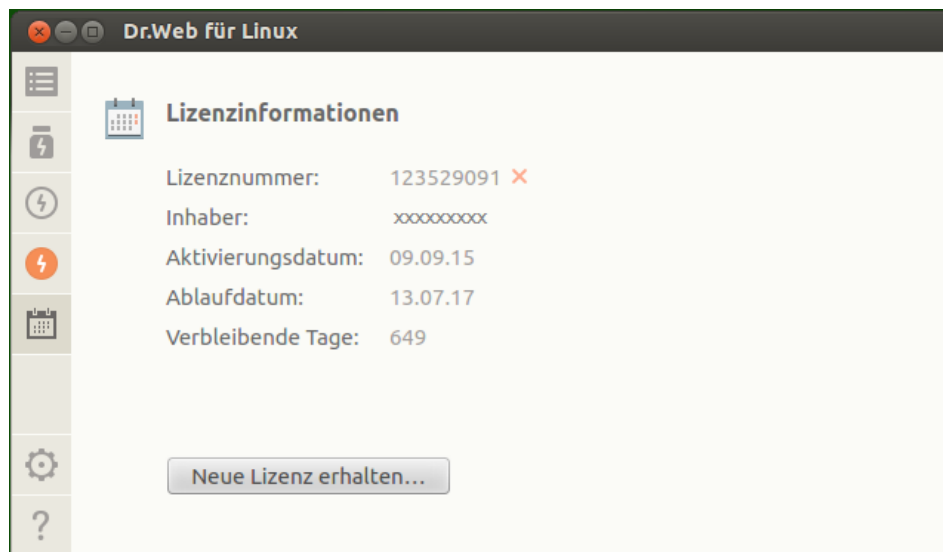 Dr.Web für Linux
Lizenzinformationen
Lizenznummer: 123529091
Inhaber: xxxxxxxxx
Aktivierungsdatum: 09.09.15
Ablaufdatum: 13.07.17
Verbleibende Tage: 649
Neue Lizenz erhalten...
?